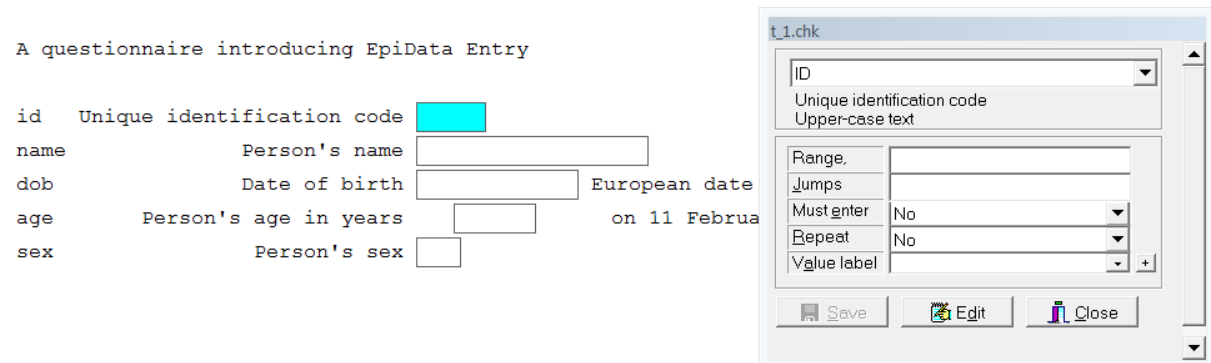 A questionnaire introducing EpiData Entry
id Unique identification code
name Person's name
dob Date of birth European date
age Person's age in years on 11 Februa
sex Person's sex
t_1.chk
ID
Unique identification code
Upper-case text
Range,
Jumps
Must enter No
Repeat No
Value label +
Save Edit Close